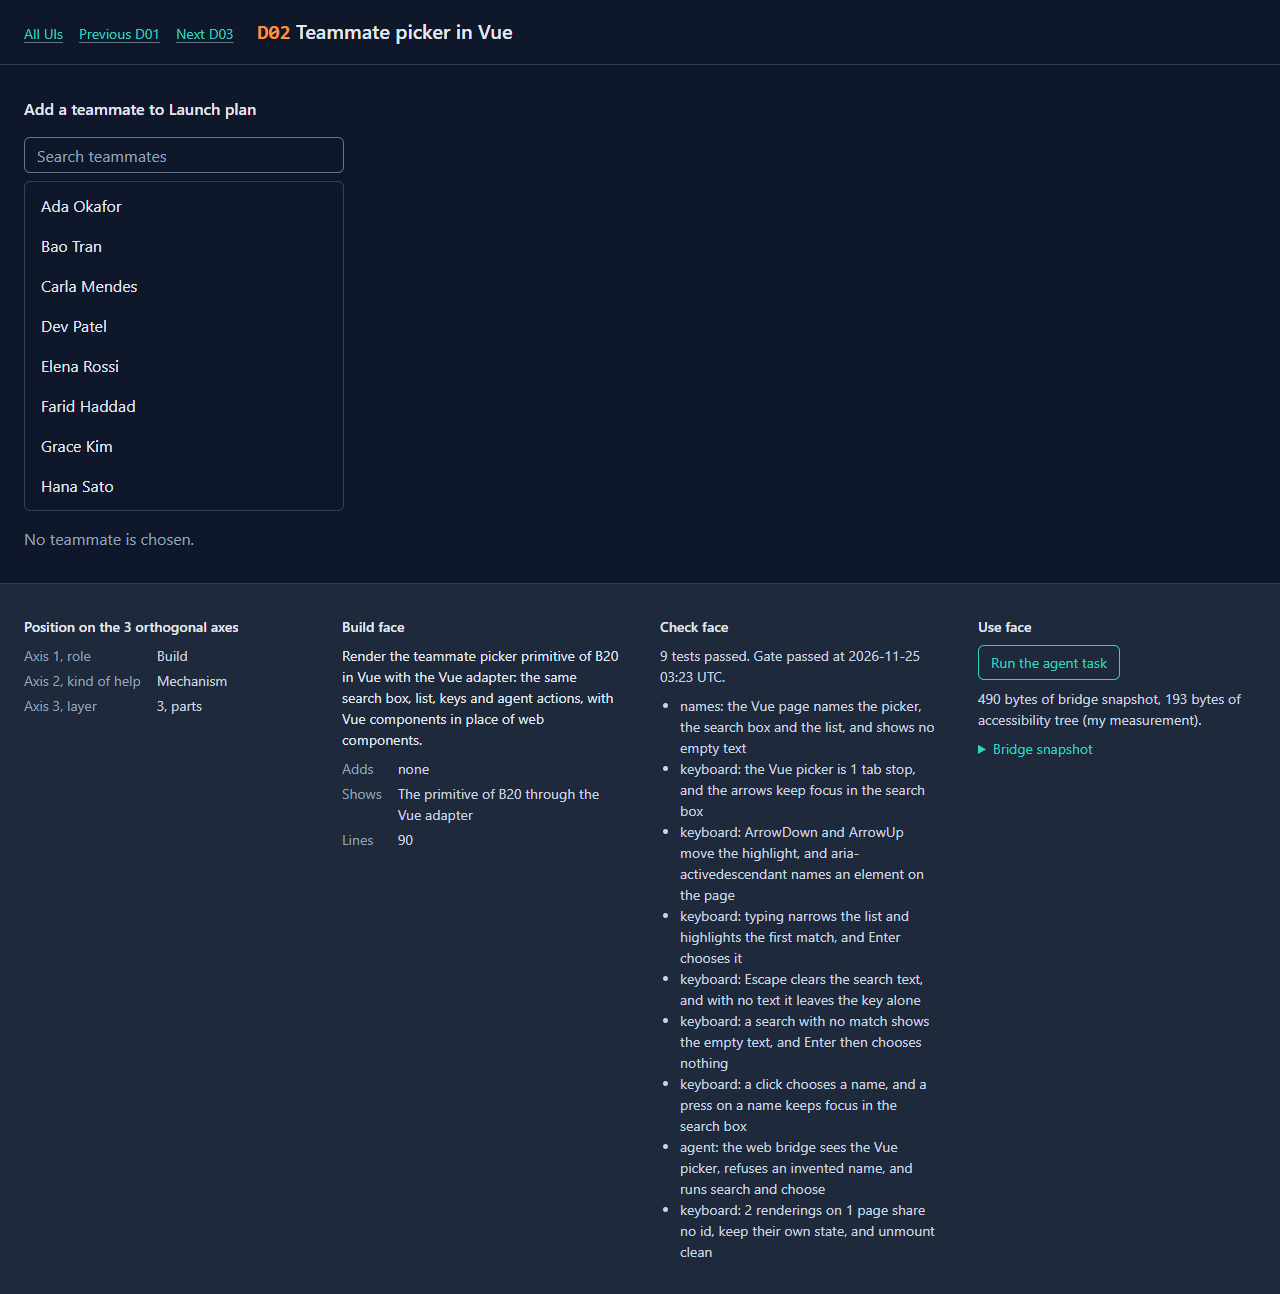 All UIs Previous D01 Next D03 D02 Teammate picker in Vue
Add a teammate to Launch plan
Search teammates
Ada Okafor
Bao Tran
Carla Mendes
Dev Patel
Elena Rossi
Farid Haddad
Grace Kim
Hana Sato
No teammate is chosen.
Position on the 3 orthogonal axes
Axis 1, role Build
Axis 2, kind of help Mechanism
Axis 3, layer 3, parts
Build face
Render the teammate picker primitive of B20
in Vue with the Vue adapter: the same
search box, list, keys and agent actions, with
Vue components in place of web
components.
Adds none
Shows The primitive of B20 through the
Vue adapter
Lines 90
Check face
9 tests passed. Gate passed at 2026-11-25
03:23 UTC.
• names: the Vue page names the picker,
the search box and the list, and shows no
empty text
• keyboard: the Vue picker is 1 tab stop,
and the arrows keep focus in the search
box
• keyboard: ArrowDown and ArrowUp
move the highlight, and aria-
activedescendant names an element on
the page
• keyboard: typing narrows the list and
highlights the first match, and Enter
chooses it
• keyboard: Escape clears the search text,
and with no text it leaves the key alone
• keyboard: a search with no match shows
the empty text, and Enter then chooses
nothing
• keyboard: a click chooses a name, and a
press on a name keeps focus in the
search box
• agent: the web bridge sees the Vue
picker, refuses an invented name, and
runs search and choose
• keyboard: 2 renderings on 1 page share
no id, keep their own state, and unmount
clean
Use face
Run the agent task
490 bytes of bridge snapshot, 193 bytes of
accessibility tree (my measurement).
▶ Bridge snapshot